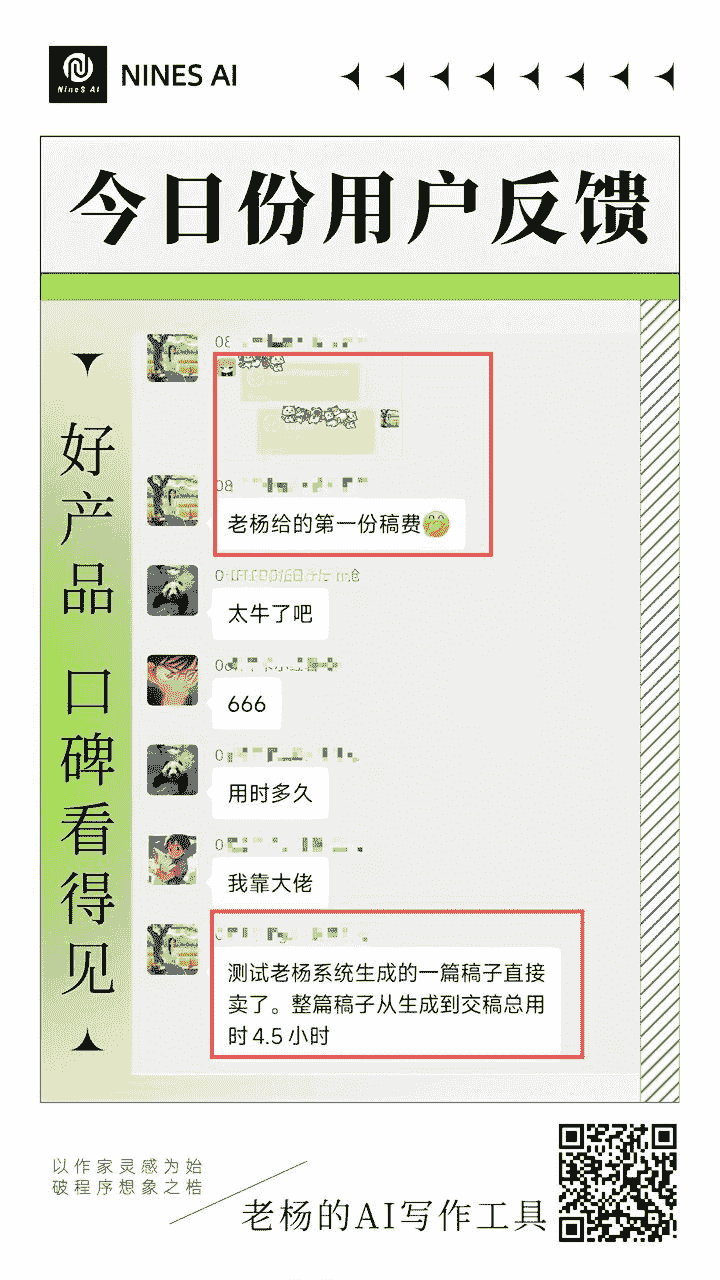 NineS AI
NINES AI
今日份用户反馈
好产品 口碑看得见
08
08
老杨给的第一份稿费
太牛了吧
666
用时多久
我靠大佬
测试老杨系统生成的一篇稿子直接
卖了。整篇稿子从生成到交稿总用
时 4.5 小时
以作家灵感为始
破程序想象之梏
老杨的AI写作工具